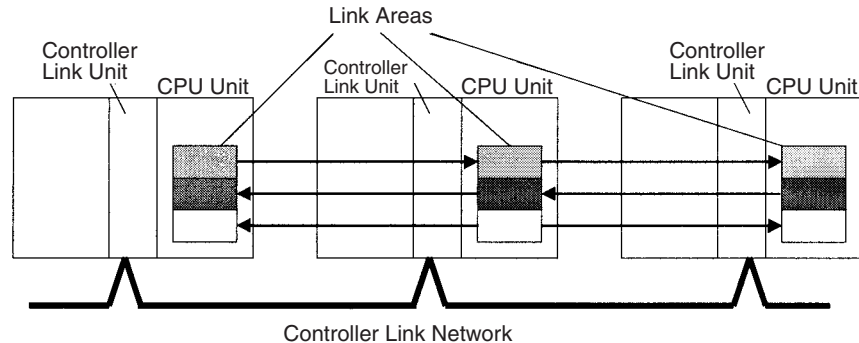 Link Areas
Controller
Link Unit
CPU Unit
Controller
Link Unit
CPU Unit
Controller
Link Unit
CPU Unit
Controller Link Network